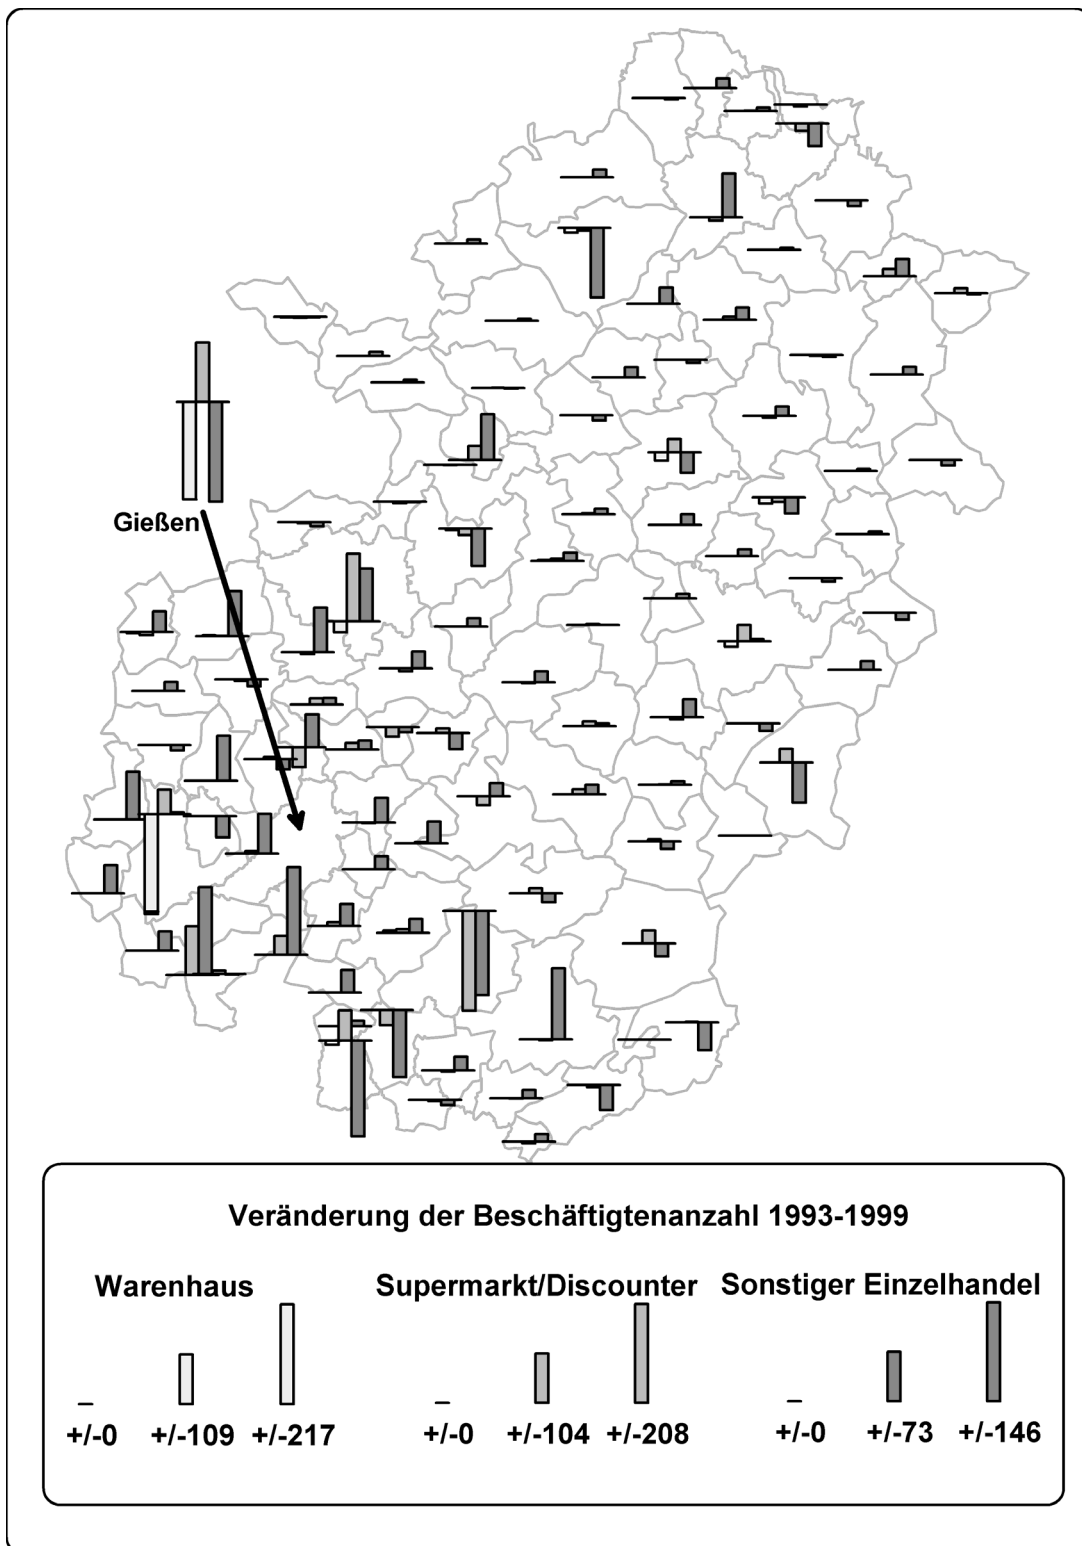 Gießen
Veränderung der Beschäftigtenanzahl 1993-1999
Warenhaus Supermarkt/Discounter Sonstiger Einzelhandel
+/-0 +/-109 +/-217 +/-0 +/-104 +/-208 +/-0 +/-73 +/-146